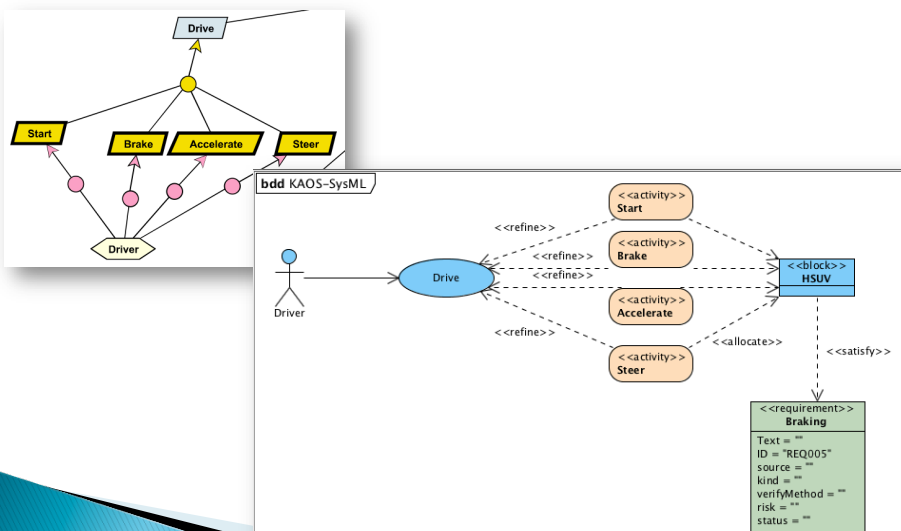 Drive
Start
Brake
Accelerate
Steer
Driver
bdd KAOS-SysML
<<activity>>
Start
<<refine>>
<<activity>>
Brake
<<refine>>
<<refine>>
<<block>>
HSUV
Drive
Driver
<<activity>>
Accelerate
<<refine>>
<<allocate>>
<<satisfy>>
<<activity>>
Steer
<<requirement>>
Braking
Text = ""
ID = "REQ005"
source = ""
kind = ""
verifyMethod = ""
risk = ""
status = ""